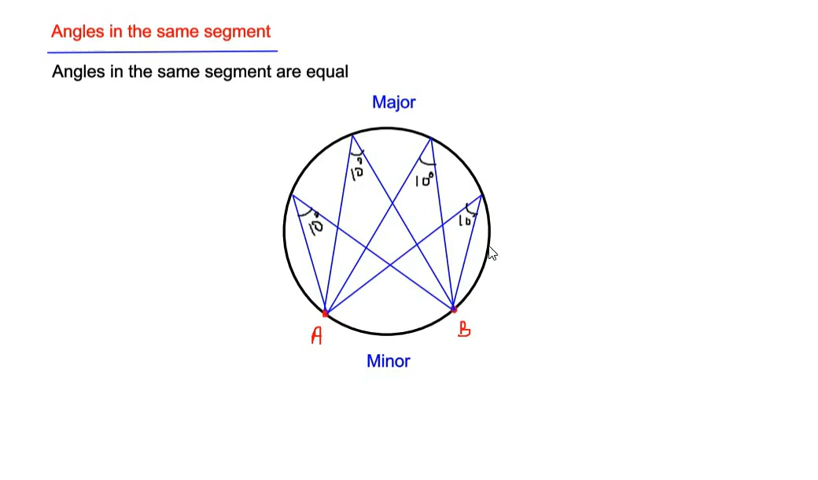 Angles in the same segment
Angles in the same segment are equal
Major
10°
10°
10°
10°
A
B
Minor